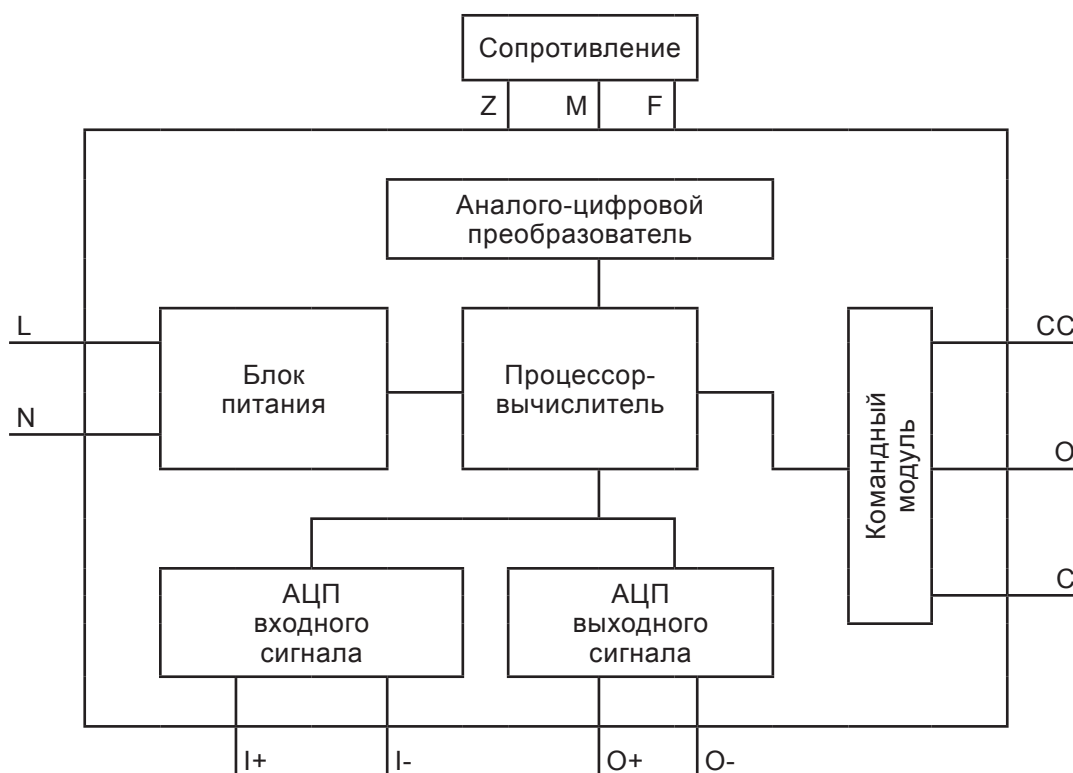 Сопротивление
Z
M
F
Аналого-цифровой
преобразователь
L
N
Блок
питания
Процессор-
вычислитель
Командный
модуль
CC
O
C
АЦП
входного
сигнала
АЦП
выходного
сигнала
I+
I-
O+
O-